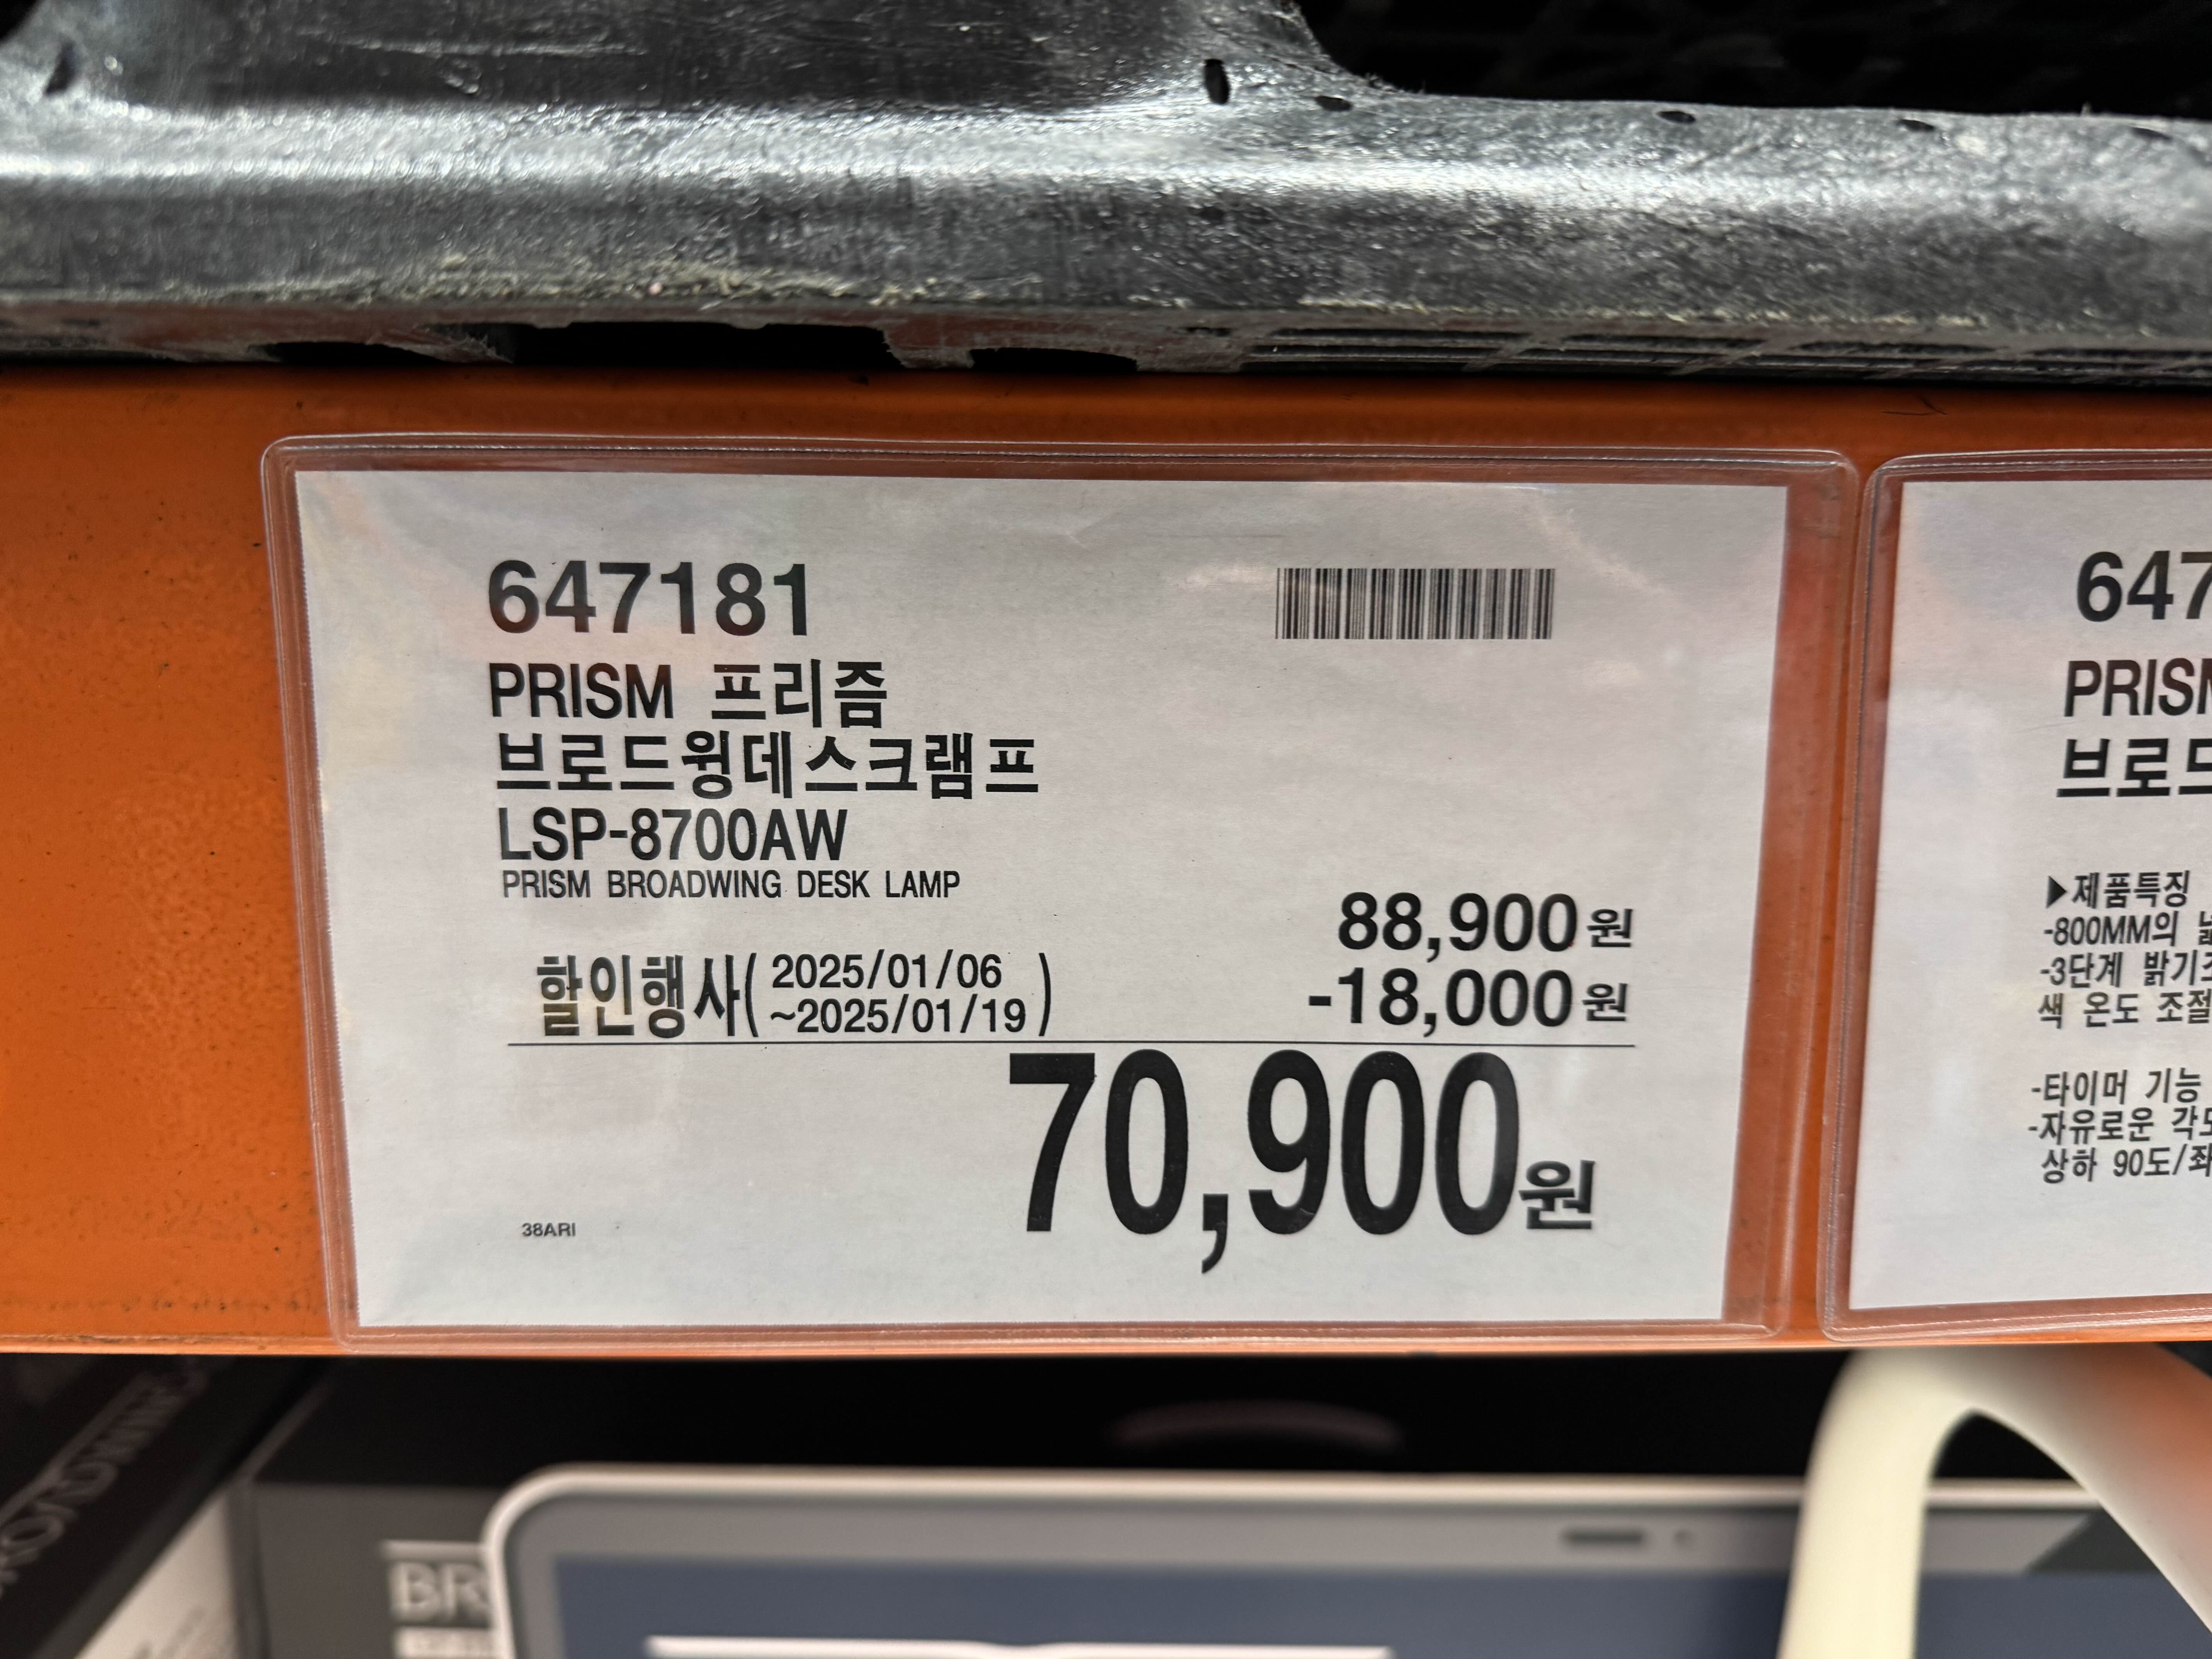 647181
PRISM 프리즘
브로드윙데스크램프
LSP-8700AW
PRISM BROADWING DESK LAMP
88,900원
할인행사( 2025/01/06
~2025/01/19 )
-18,000원
70,900원
38ARI
647
PRISM
브로드
▶제품특징
-800MM의
-3단계 밝기
색 온도 조절
-타이머 기능
-자유로운 각도
상하 90도/좌
BR